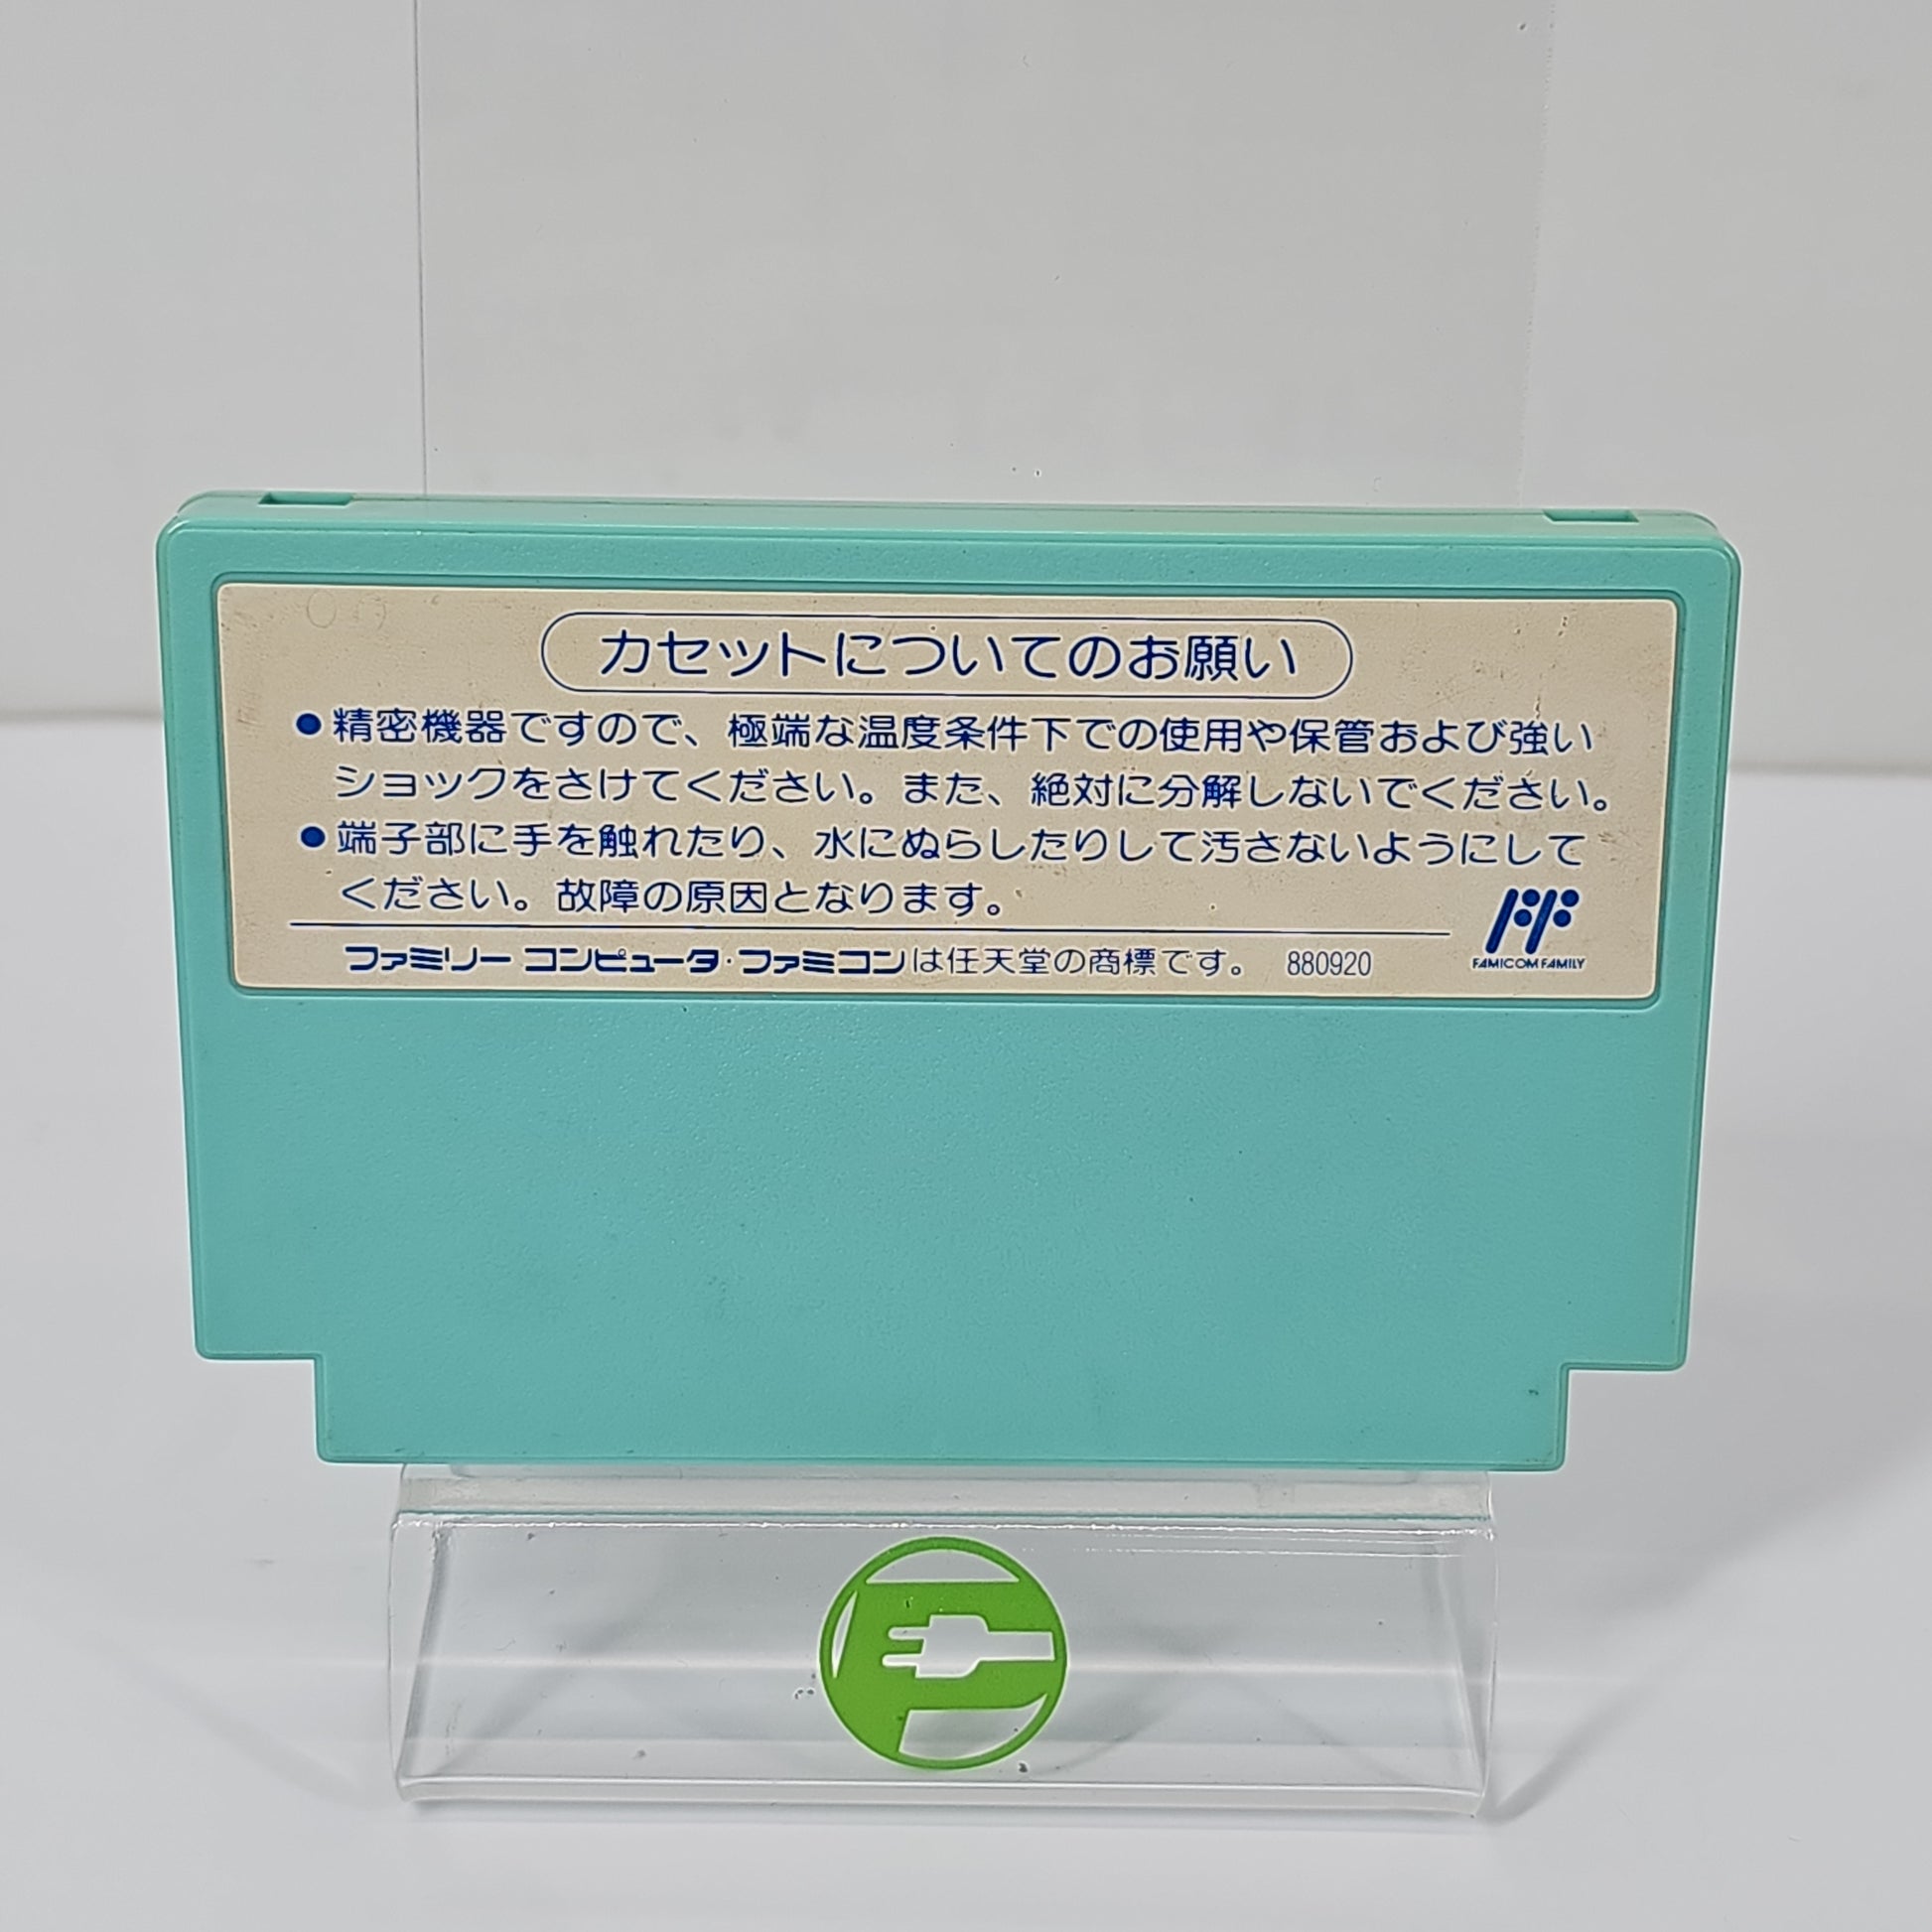 カセットについてのお願い
●精密機器ですので、極端な温度条件下での使用や保管および強い
ショックをさけてください。また、絶対に分解しないでください。
●端子部に手を触れたり、水にぬらしたりして汚さないようにして
ください。故障の原因となります。
ファミリーコンピュータ・ファミコンは任天堂の商標です。 880920
FAMICOM FAMILY